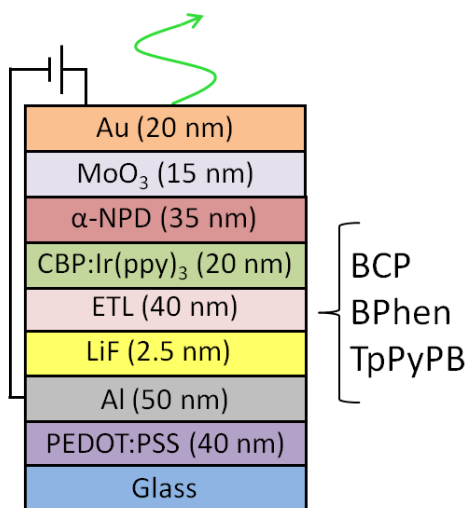 Au (20 nm)
MoO₃ (15 nm)
α-NPD (35 nm)
CBP:Ir(ppy)₃ (20 nm)
ETL (40 nm)
LiF (2.5 nm)
Al (50 nm)
PEDOT:PSS (40 nm)
Glass
BCP
BPhen
TpPyPB